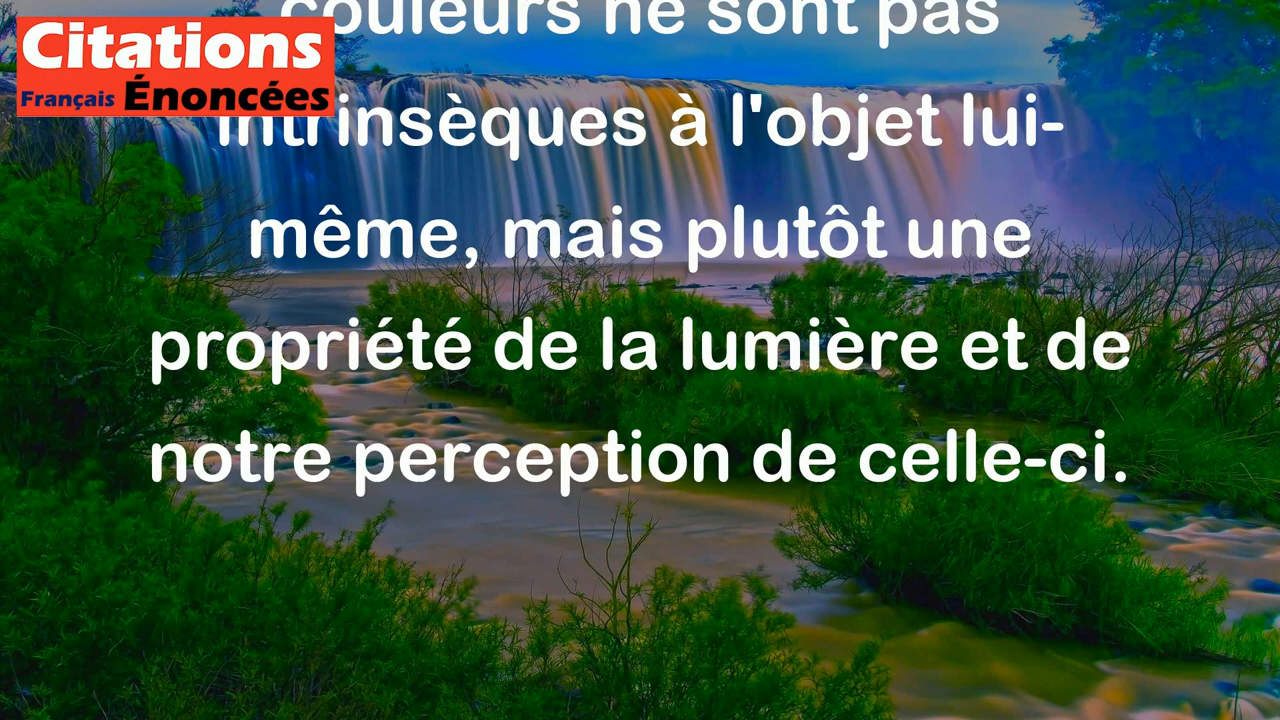 Citations
Français Énoncées
couleurs ne sont pas
intrinsèques à l'objet lui-
même, mais plutôt une
propriété de la lumière et de
notre perception de celle-ci.